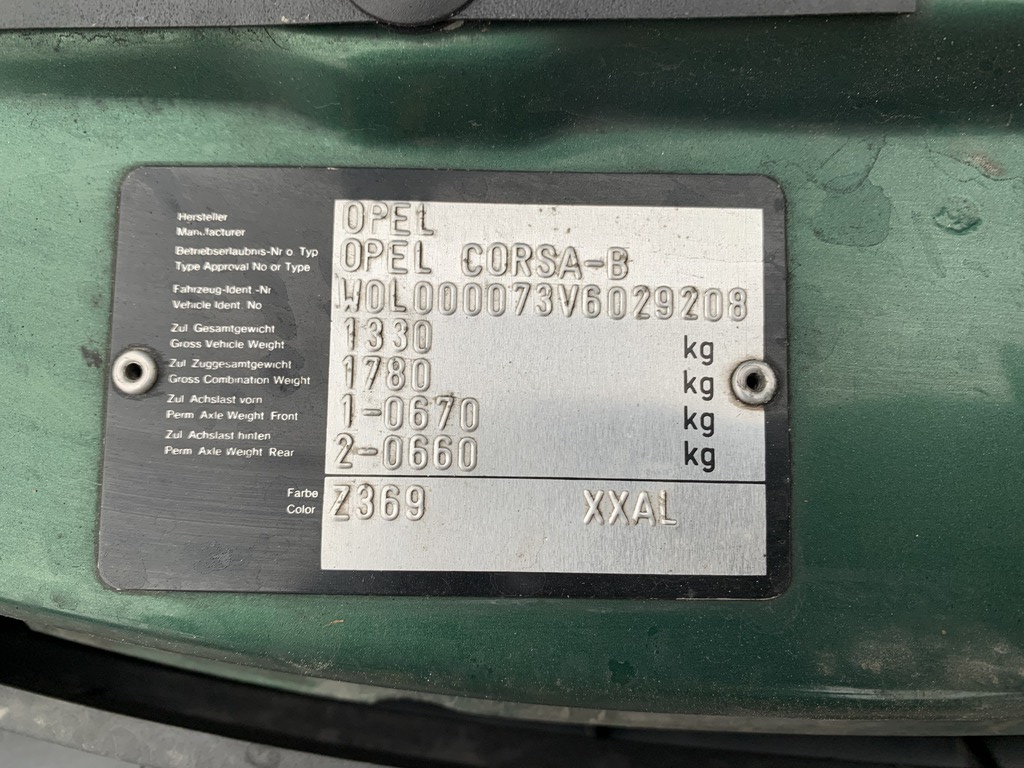 Hersteller
Manufacturer
OPEL
Betriebserlaubnis-Nr o. Typ
Type Approval No or Type
OPEL CORSA-B
Fahrzeug-Ident.-Nr
Vehicle Ident. No
W0L000073V6029208
Zul Gesamtgewicht
Gross Vehicle Weight
1330 kg
Zul Zuggesamtgewicht
Gross Combination Weight
1780 kg
Zul Achslast vorn
Perm Axle Weight Front
1-0670 kg
Zul Achslast hinten
Perm Axle Weight Rear
2-0660 kg
Farbe
Color
Z369 XXAL